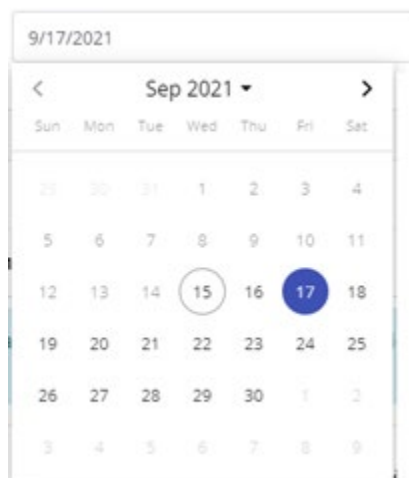 9/17/2021
< Sep 2021 >
Sun Mon Tue Wed Thu Fri Sat
29 30 31 1 2 3 4
5 6 7 8 9 10 11
12 13 14 15 16 17 18
19 20 21 22 23 24 25
26 27 28 29 30 1 2
3 4 5 6 7 8 9